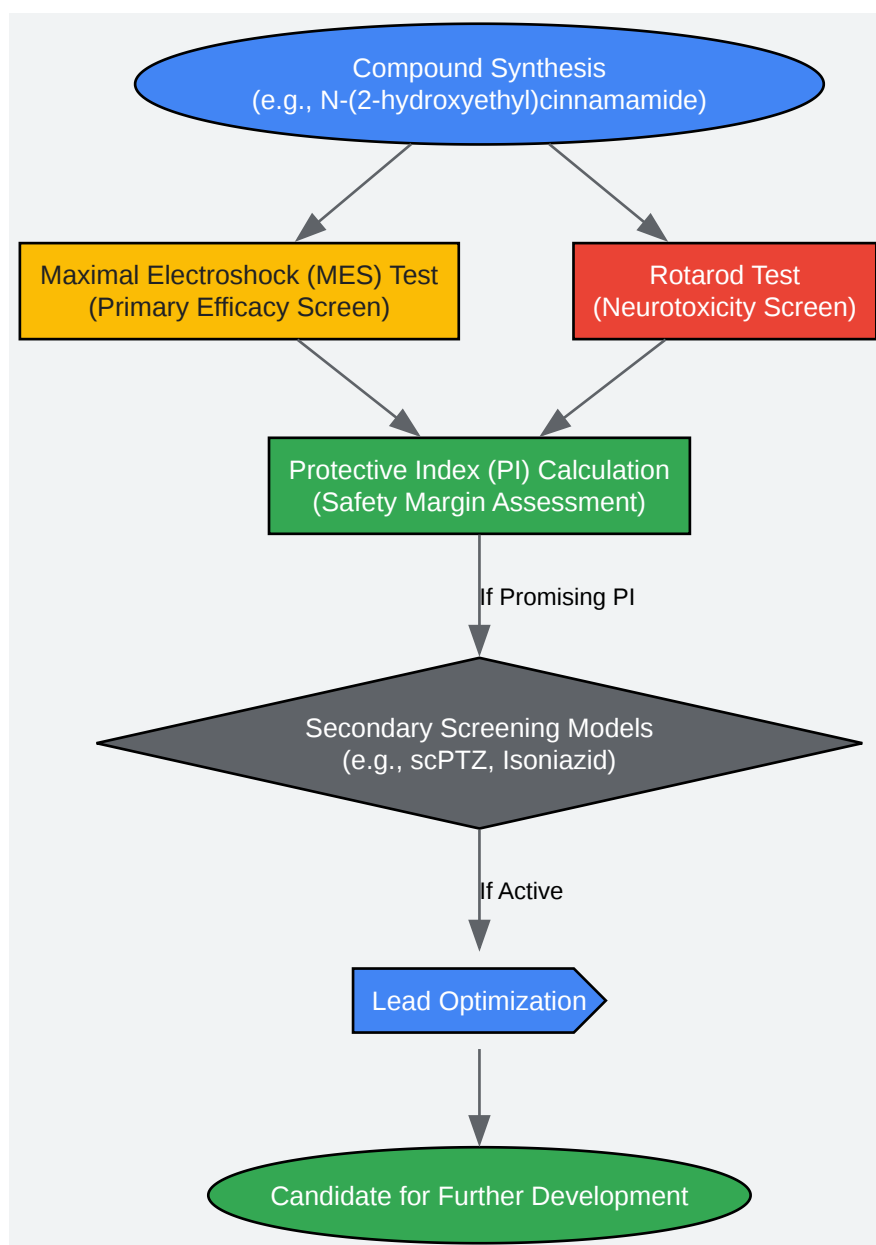 Compound Synthesis
(e.g., N-(2-hydroxyethyl)cinnamamide)
Maximal Electroshock (MES) Test
(Primary Efficacy Screen)
Rotarod Test
(Neurotoxicity Screen)
Protective Index (PI) Calculation
(Safety Margin Assessment)
If Promising PI
Secondary Screening Models
(e.g., scPTZ, Isoniazid)
If Active
Lead Optimization
Candidate for Further Development